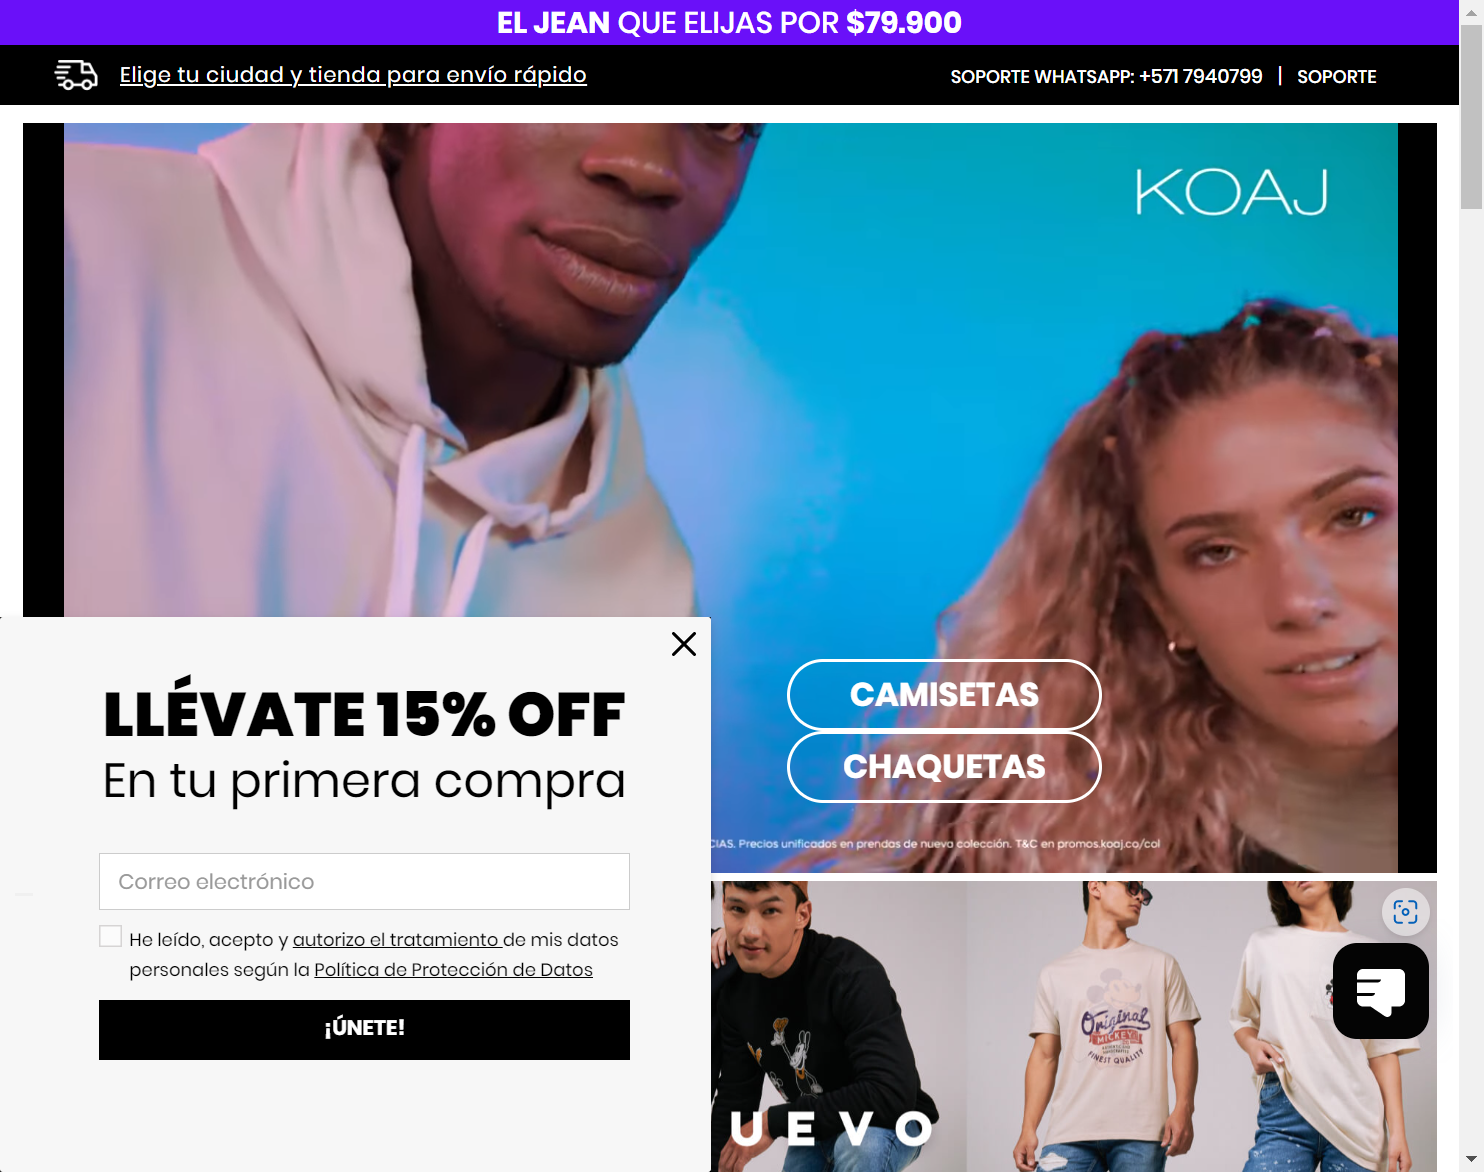 EL JEAN QUE ELIJAS POR $79.900
Elige tu ciudad y tienda para envío rápido
SOPORTE WHATSAPP: +571 7940799 | SOPORTE
KOAJ
CAMISETAS
CHAQUETAS
CIAS. Precios unificados en prendas de nueva colección. T&C en promos.koaj.co/col
LLÉVATE 15% OFF
En tu primera compra
Correo electrónico
He leído, acepto y autorizo el tratamiento de mis datos
personales según la Política de Protección de Datos
¡ÚNETE!
UEVO
Original
MICKEY
FINEST QUALITY